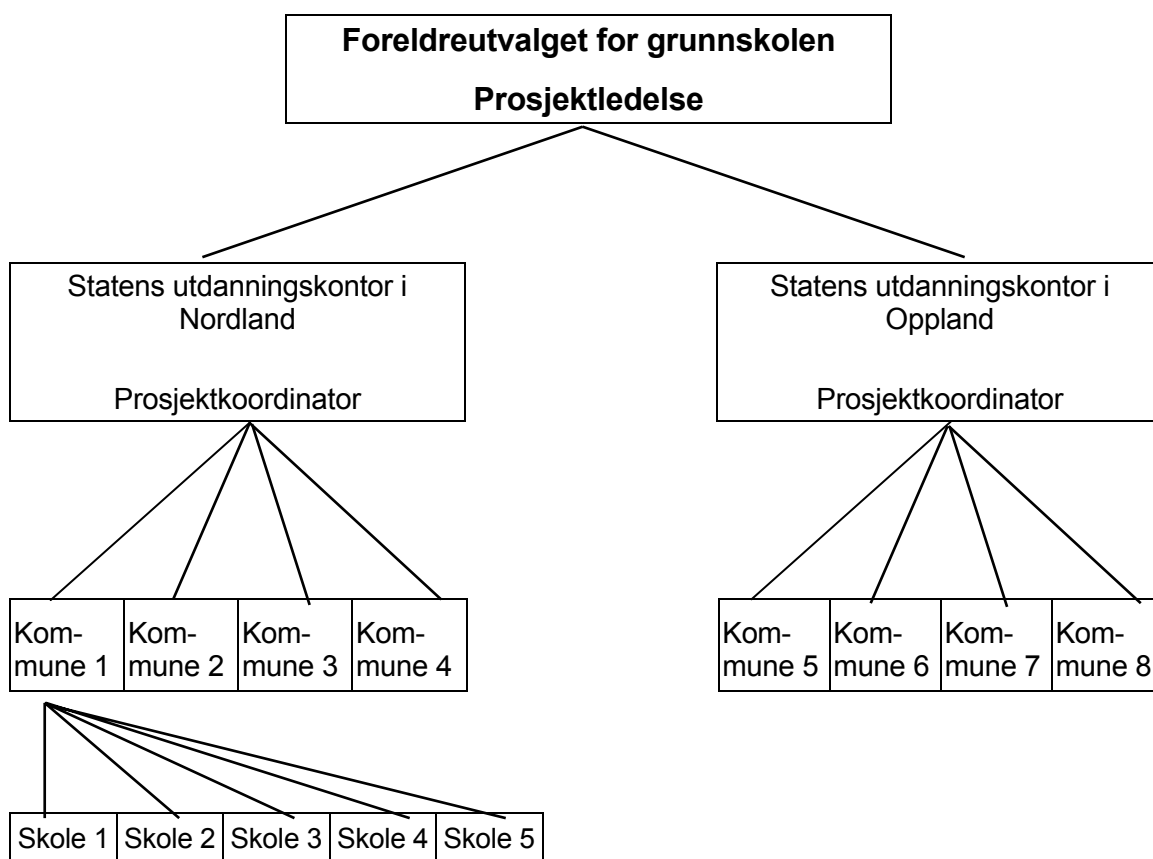 Foreldreutvalget for grunnskolen
Prosjektledelse
Statens utdanningskontor i
Nordland
Prosjektkoordinator
Statens utdanningskontor i
Oppland
Prosjektkoordinator
Kom-
mune 1
Kom-
mune 2
Kom-
mune 3
Kom-
mune 4
Kom-
mune 5
Kom-
mune 6
Kom-
mune 7
Kom-
mune 8
Skole 1
Skole 2
Skole 3
Skole 4
Skole 5